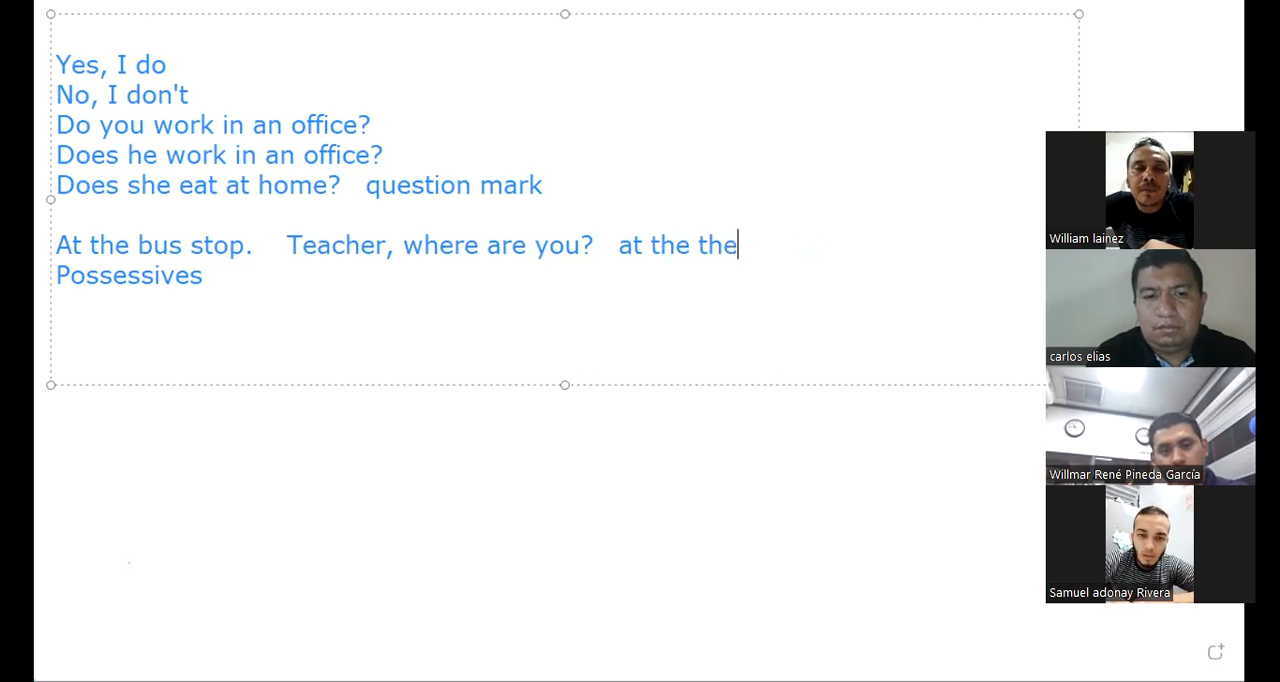 Yes, I do
No, I don't
Do you work in an office?
Does he work in an office?
Does she eat at home? question mark
At the bus stop. Teacher, where are you? at the the
Possessives
William lainez
carlos elias
Willmar René Pineda García
Samuel adonay Rivera